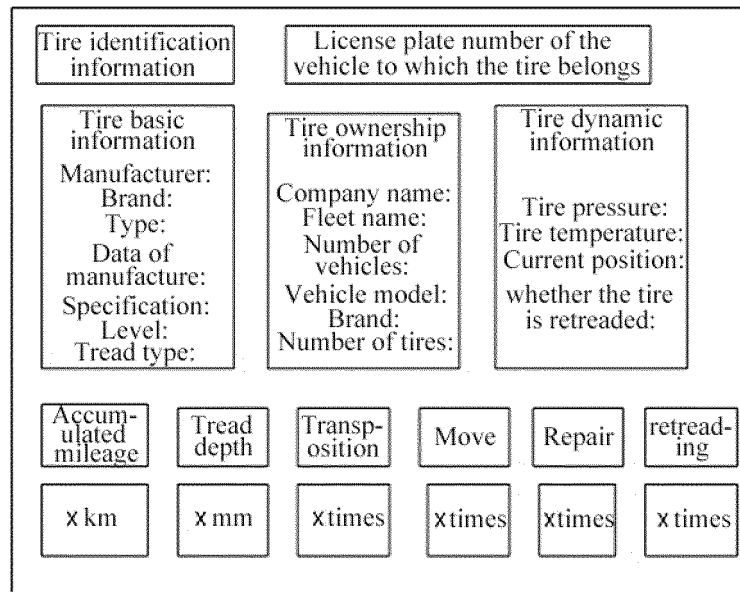 Tire identification
information
License plate number of the
vehicle to which the tire belongs
Tire basic
information
Manufacturer:
Brand:
Type:
Data of
manufacture:
Specification:
Level:
Tread type:
Tire ownership
information
Company name:
Fleet name:
Number of
vehicles:
Vehicle model:
Brand:
Number of tires:
Tire dynamic
information
Tire pressure:
Tire temperature:
Current position:
whether the tire
is retreaded:
Accum-
ulated
mileage
Tread
depth
Transp-
osition
Move
Repair
retread-
ing
x km
x mm
x times
x times
x times
x times